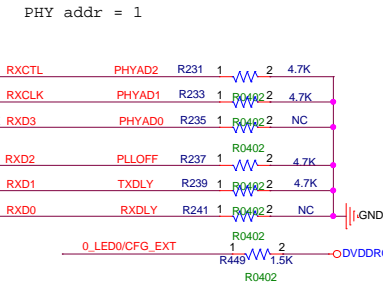 PHY addr = 1
RXCTL PHYAD2 R231 1 2 4.7K
R0402
RXCLK PHYAD1 R233 1 2 4.7K
R0402
RXD3 PHYAD0 R235 1 2 NC
R0402
RXD2 PLLOFF R237 1 2 4.7K
R0402
RXD1 TXDLY R239 1 2 4.7K
R0402
RXD0 RXDLY R241 1 2 NC
GND
R0402
0_LED0/CFG_EXT 1 2
R449 1.5K
R0402